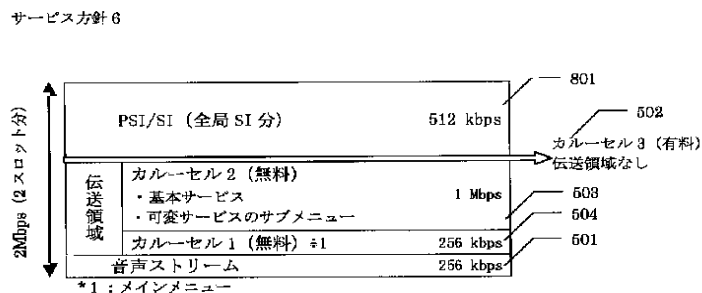 サービス方針6
2Mbps (2スロット分)
801
PSI/SI (全局SI分) 512 kbps
502
カルーセル3 (有料)
伝送領域なし
伝送領域
カルーセル2 (無料)
・基本サービス 1 Mbps
・可変サービスのサブメニュー
503
504
カルーセル1 (無料) *1 256 kbps
501
音声ストリーム 256 kbps
*1:メインメニュー